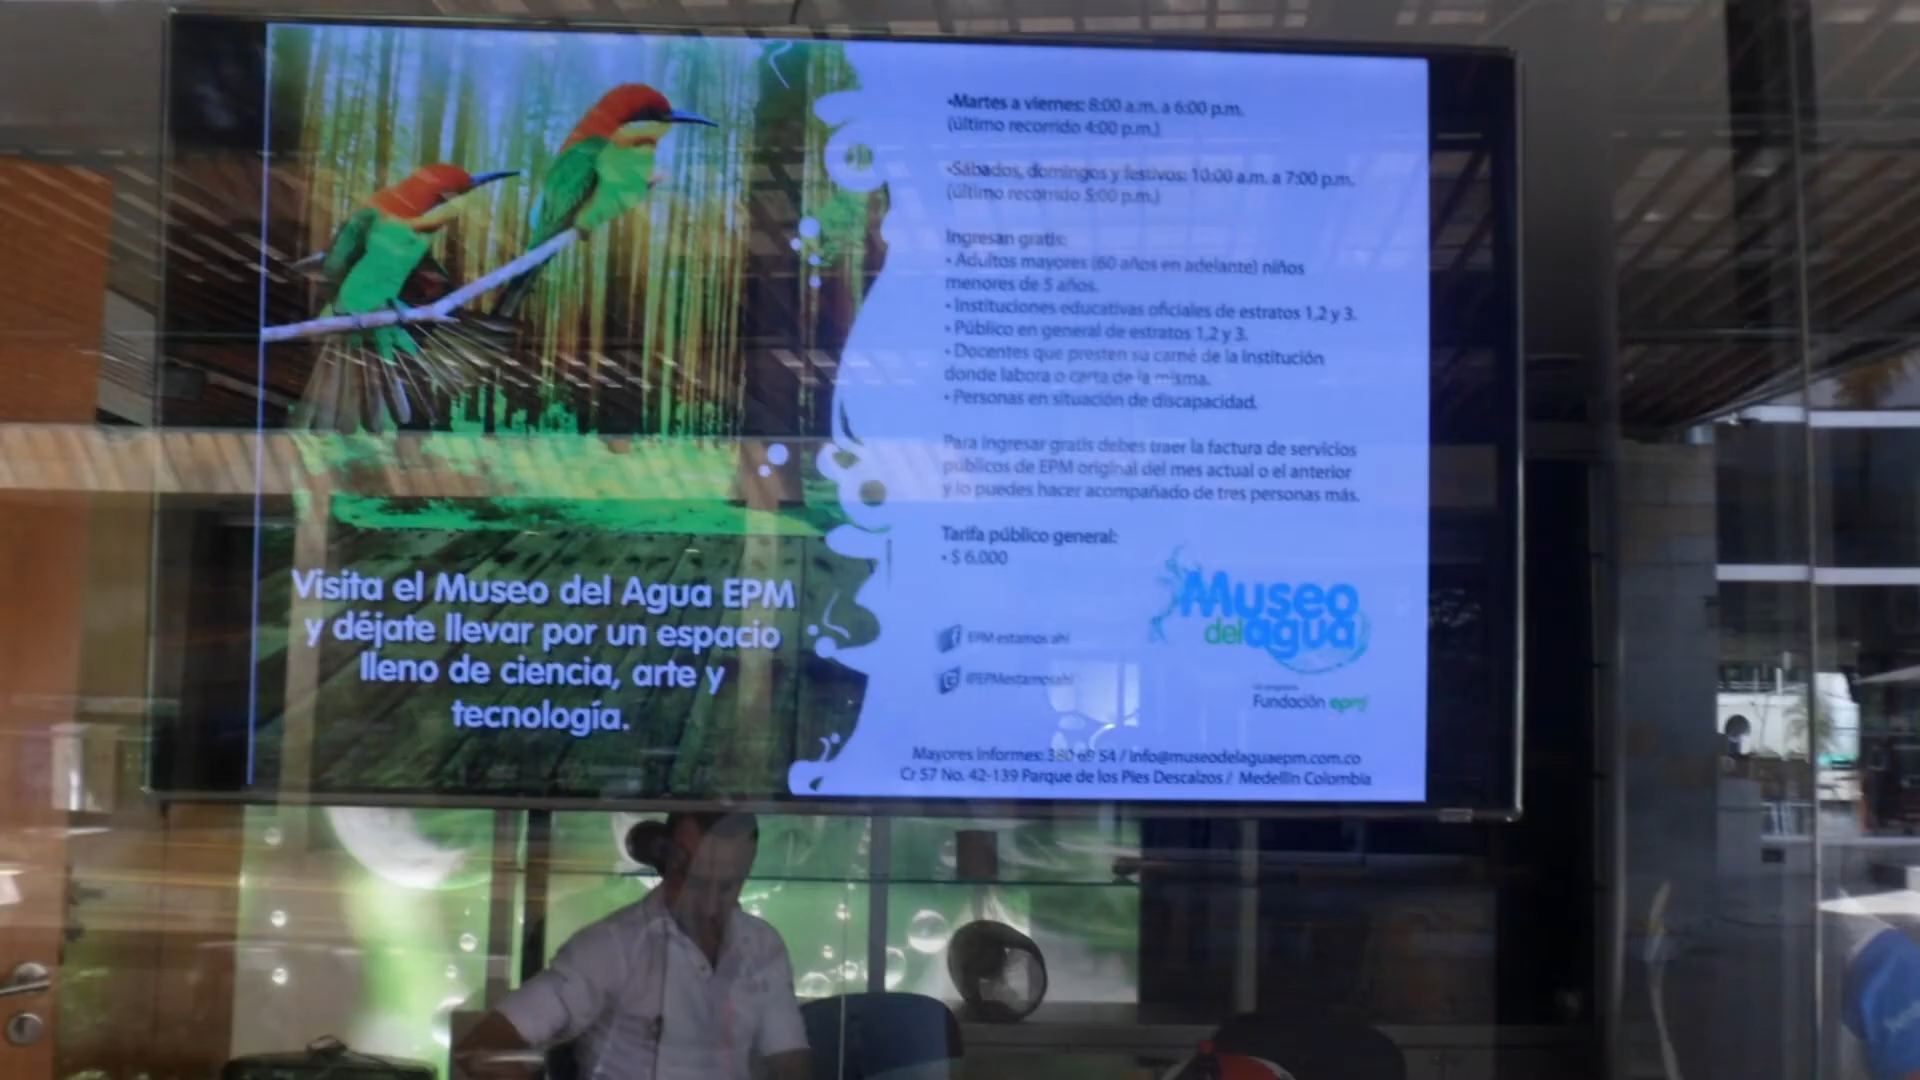 •Martes a viernes: 8:00 a.m. a 6:00 p.m.
(último recorrido 4:00 p.m.)
•Sábados, domingos y festivos: 10:00 a.m. a 7:00 p.m.
(último recorrido 5:00 p.m.)
Ingresan gratis:
• Adultos mayores (60 años en adelante) niños
menores de 5 años.
• Instituciones educativas oficiales de estratos 1,2 y 3.
• Público en general de estratos 1,2 y 3.
• Docentes que presten su carné de la institución
donde labora o carta de la misma.
• Personas en situación de discapacidad.
Para ingresar gratis debes traer la factura de servicios
públicos de EPM original del mes actual o el anterior
y lo puedes hacer acompañado de tres personas más.
Tarifa público general:
• $ 6.000
EPM estamos ahí
@EPMestamosahí
Museo
del agua
Fundación epm
Mayores informes: 380 69 54 / info@museodelaguaepm.com.co
Cr 57 No. 42-139 Parque de los Pies Descalzos / Medellín Colombia
Visita el Museo del Agua EPM
y déjate llevar por un espacio
lleno de ciencia, arte y
tecnología.